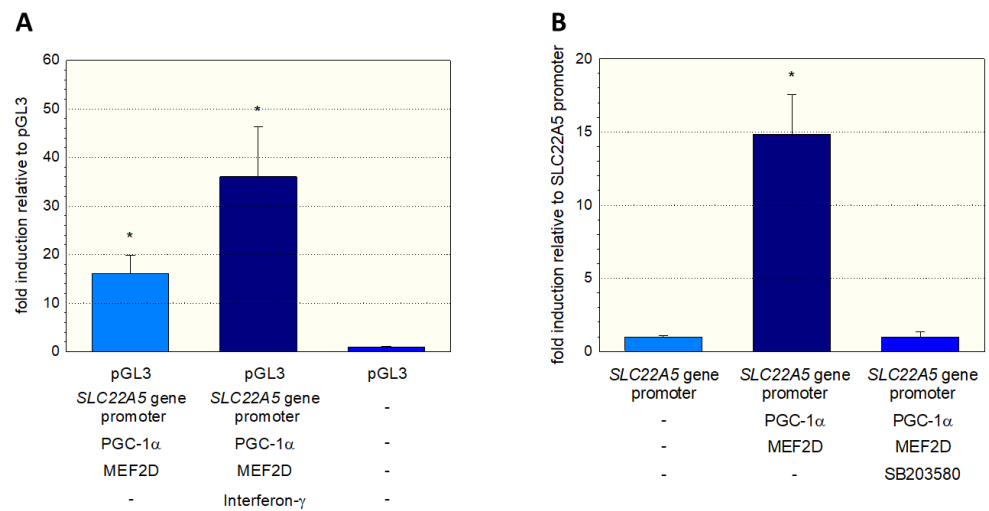 A
fold induction relative to pGL3
60
50
40
30
20
10
0
*
*
pGL3 pGL3 pGL3
SLC22A5 gene promoter SLC22A5 gene promoter -
PGC-1α PGC-1α -
MEF2D MEF2D -
- Interferon-γ -
B
fold induction relative to SLC22A5 promoter
20
15
10
5
0
*
SLC22A5 gene promoter SLC22A5 gene promoter SLC22A5 gene promoter
- PGC-1α PGC-1α
- MEF2D MEF2D
- - SB203580